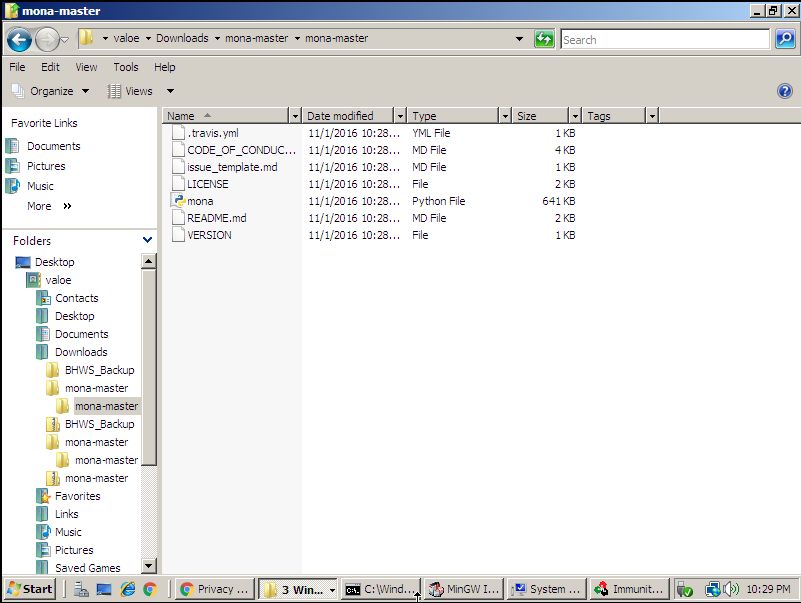 mona-master
valoe Downloads mona-master mona-master Search
File Edit View Tools Help
Organize Views
Name Date modified Type Size Tags
Favorite Links
Documents
Pictures
Music
More »
Folders
Desktop
valoe
Contacts
Desktop
Documents
Downloads
BHWS_Backup
mona-master
mona-master
BHWS_Backup
mona-master
mona-master
mona-master
Favorites
Links
Music
Pictures
Saved Games
.travis.yml 11/1/2016 10:28... YML File 1 KB
CODE_OF_CONDUC... 11/1/2016 10:28... MD File 4 KB
issue_template.md 11/1/2016 10:28... MD File 1 KB
LICENSE 11/1/2016 10:28... File 2 KB
mona 11/1/2016 10:28... Python File 641 KB
README.md 11/1/2016 10:28... MD File 2 KB
VERSION 11/1/2016 10:28... File 1 KB
Start Privacy ... 3 Win... C:\Wind... MinGW I... System ... Immunit... 10:29 PM